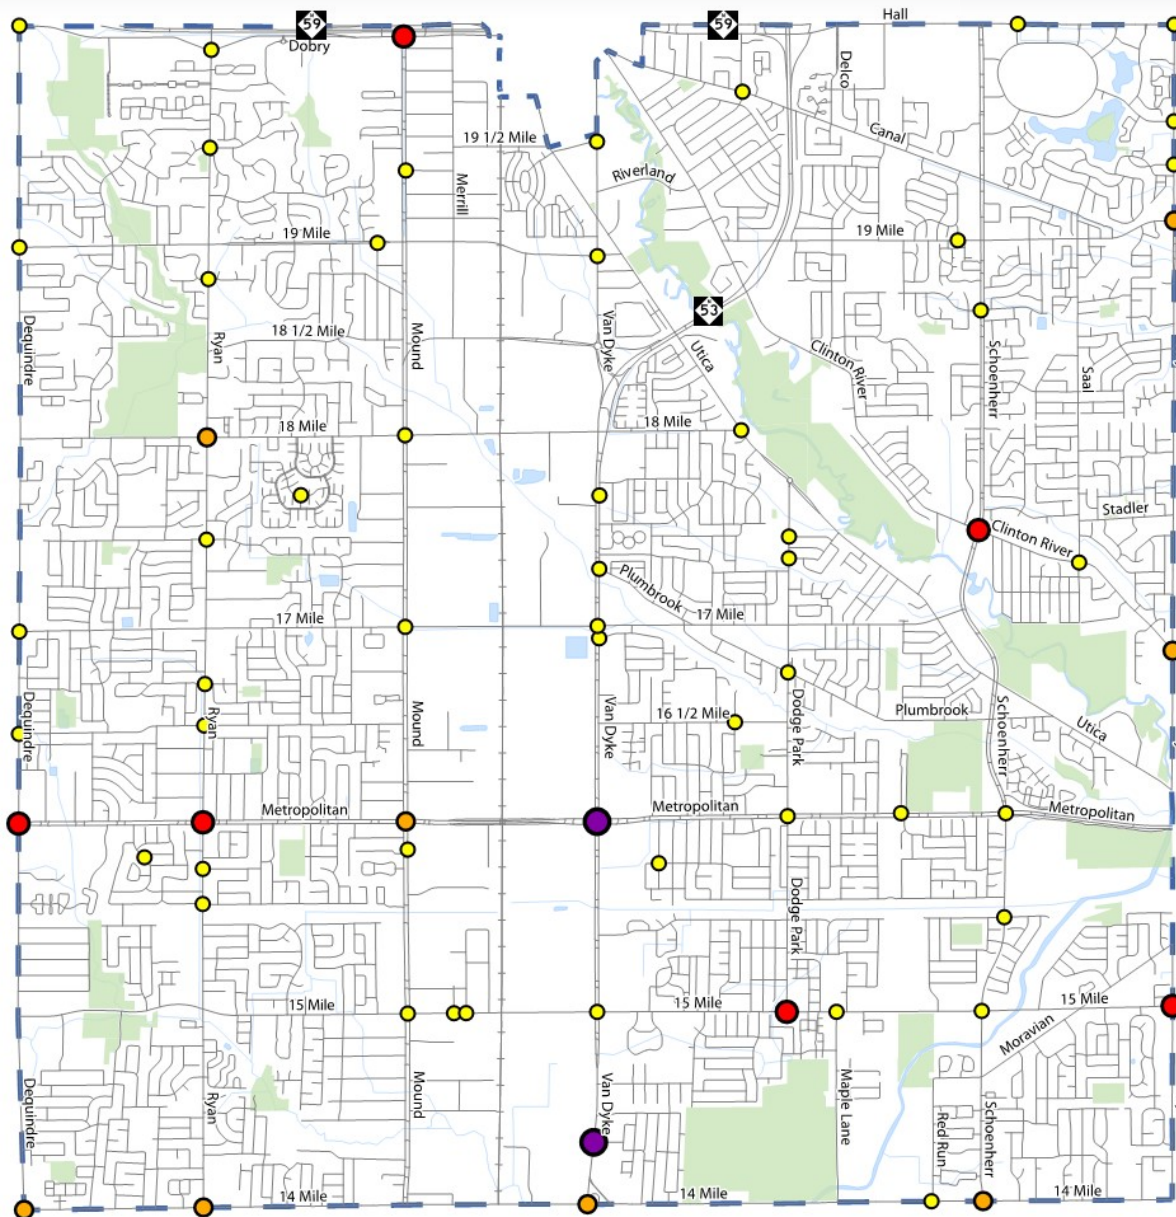 Hall
59
59
Dobry
Delco
Canal
19 1/2 Mile
Riverland
Merrill
19 Mile
19 Mile
53
18 1/2 Mile
Dequindre
Ryan
Mound
Van Dyke
Utica
Clinton River
Schoenherr
Saal
18 Mile
18 Mile
Stadler
Clinton River
Plumbrook
17 Mile
17 Mile
Dequindre
Ryan
Mound
Van Dyke
16 1/2 Mile
Dodge Park
Plumbrook
Schoenherr
Utica
Metropolitan
Metropolitan
Metropolitan
Dodge Park
15 Mile
15 Mile
15 Mile
Moravian
Dequindre
Ryan
Mound
Van Dyke
Maple Lane
Red Run
Schoenherr
14 Mile
14 Mile
14 Mile